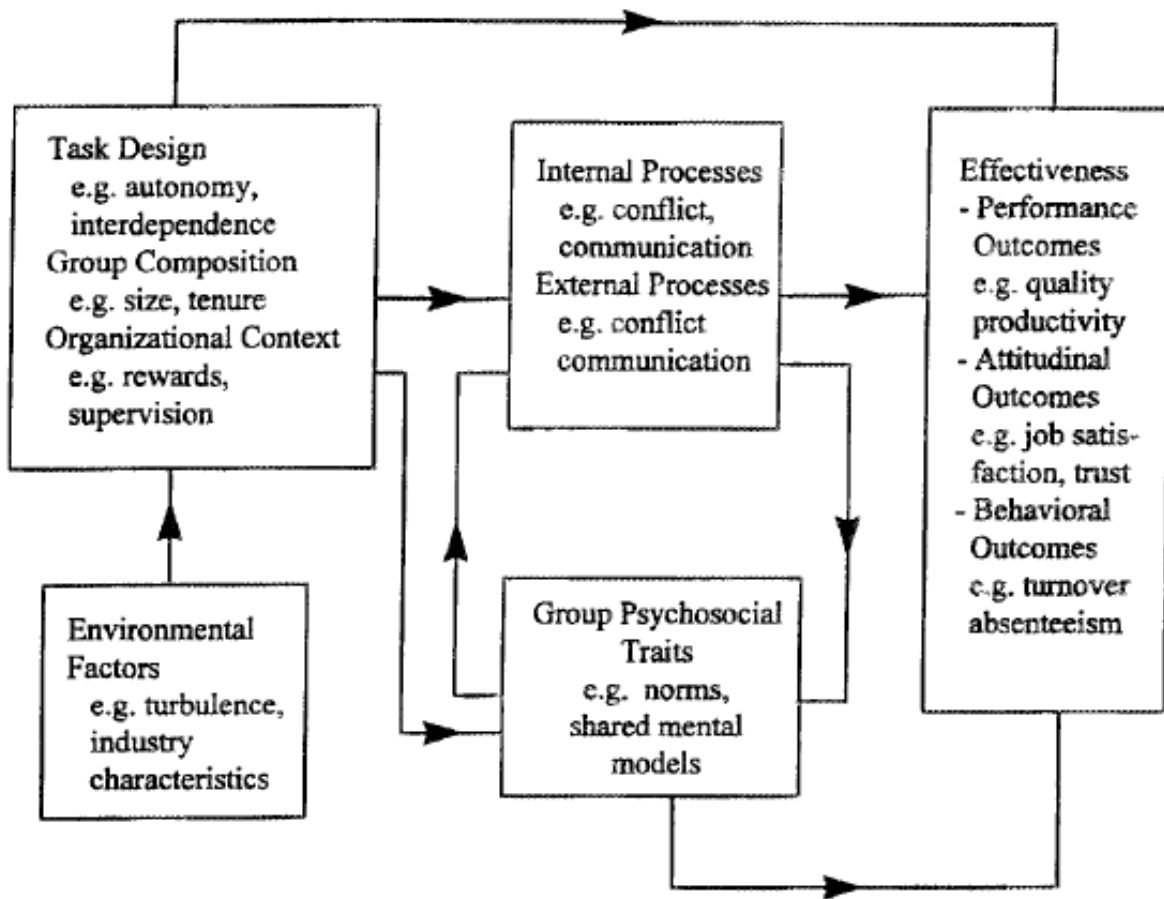 Task Design
e.g. autonomy,
interdependence
Group Composition
e.g. size, tenure
Organizational Context
e.g. rewards,
supervision
Environmental
Factors
e.g. turbulence,
industry
characteristics
Internal Processes
e.g. conflict,
communication
External Processes
e.g. conflict
communication
Group Psychosocial
Traits
e.g. norms,
shared mental
models
Effectiveness
- Performance
Outcomes
e.g. quality
productivity
- Attitudinal
Outcomes
e.g. job satis-
faction, trust
- Behavioral
Outcomes
e.g. turnover
absenteeism